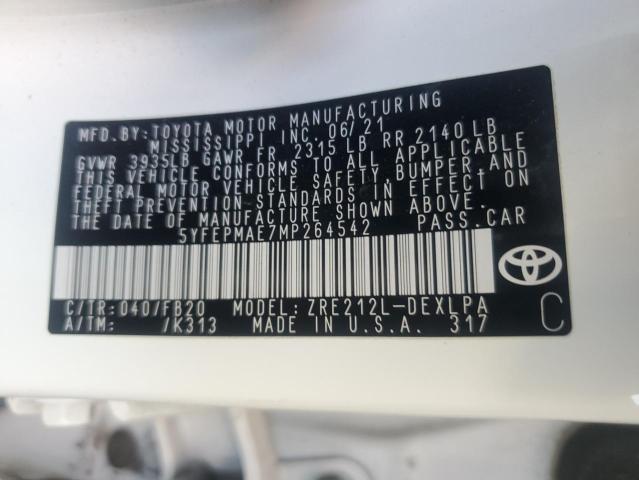 MFD. BY: TOYOTA MOTOR MANUFACTURING
MISSISSIPPI INC. 06/21
GVWR 3935LB GAWR FR 2315 LB RR 2140 LB
THIS VEHICLE CONFORMS TO ALL APPLICABLE
FEDERAL MOTOR VEHICLE SAFETY, BUMPER AND
THEFT PREVENTION STANDARDS IN EFFECT ON
THE DATE OF MANUFACTURE SHOWN ABOVE.
5YFEPMAE7MP264542 PASS. CAR
C/TR: 040/FB20 MODEL: ZRE212L-DEXLPA
A/TM: /K313 MADE IN U.S.A. 317
C